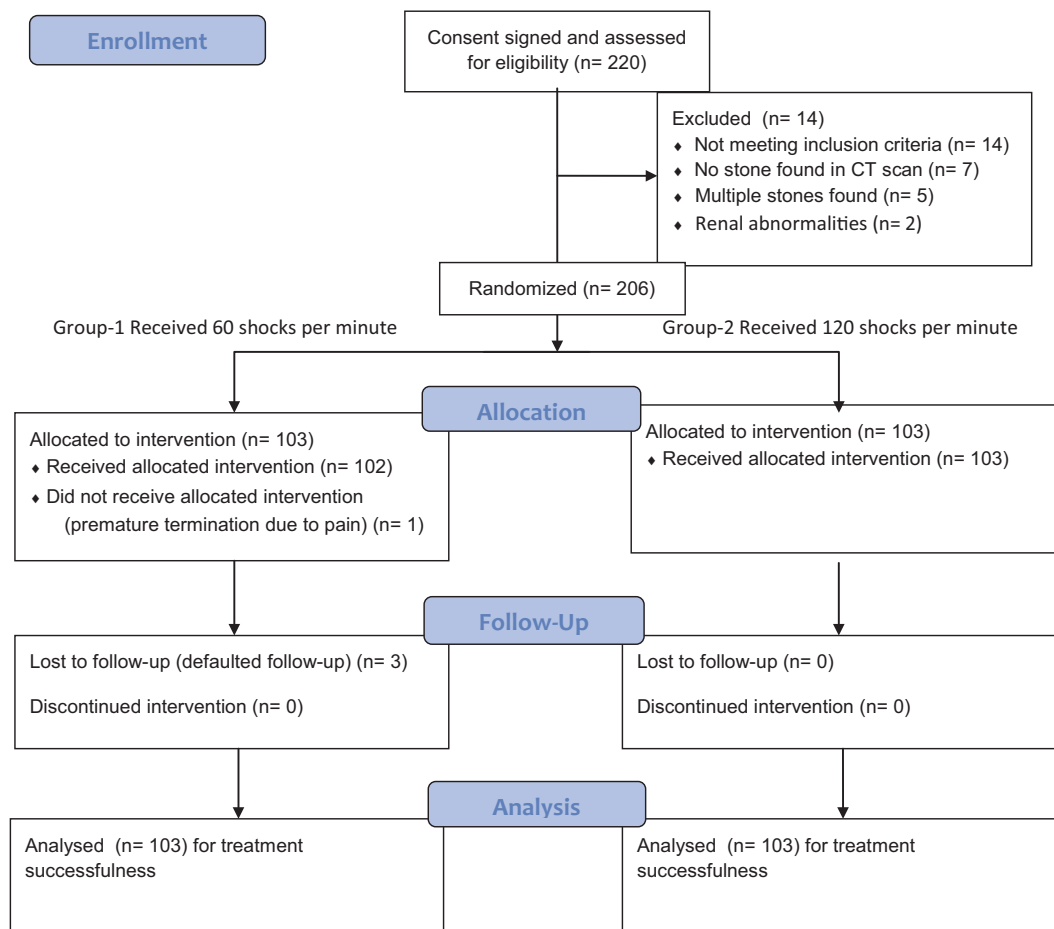 Enrollment
Consent signed and assessed
for eligibility (n= 220)
Excluded (n= 14)
♦ Not meeting inclusion criteria (n= 14)
♦ No stone found in CT scan (n= 7)
♦ Multiple stones found (n= 5)
♦ Renal abnormalities (n= 2)
Randomized (n= 206)
Group-1 Received 60 shocks per minute
Group-2 Received 120 shocks per minute
Allocation
Allocated to intervention (n= 103)
♦ Received allocated intervention (n= 102)
♦ Did not receive allocated intervention
(premature termination due to pain) (n= 1)
Allocated to intervention (n= 103)
♦ Received allocated intervention (n= 103)
Follow-Up
Lost to follow-up (defaulted follow-up) (n= 3)
Discontinued intervention (n= 0)
Lost to follow-up (n= 0)
Discontinued intervention (n= 0)
Analysis
Analysed (n= 103) for treatment
successfulness
Analysed (n= 103) for treatment
successfulness